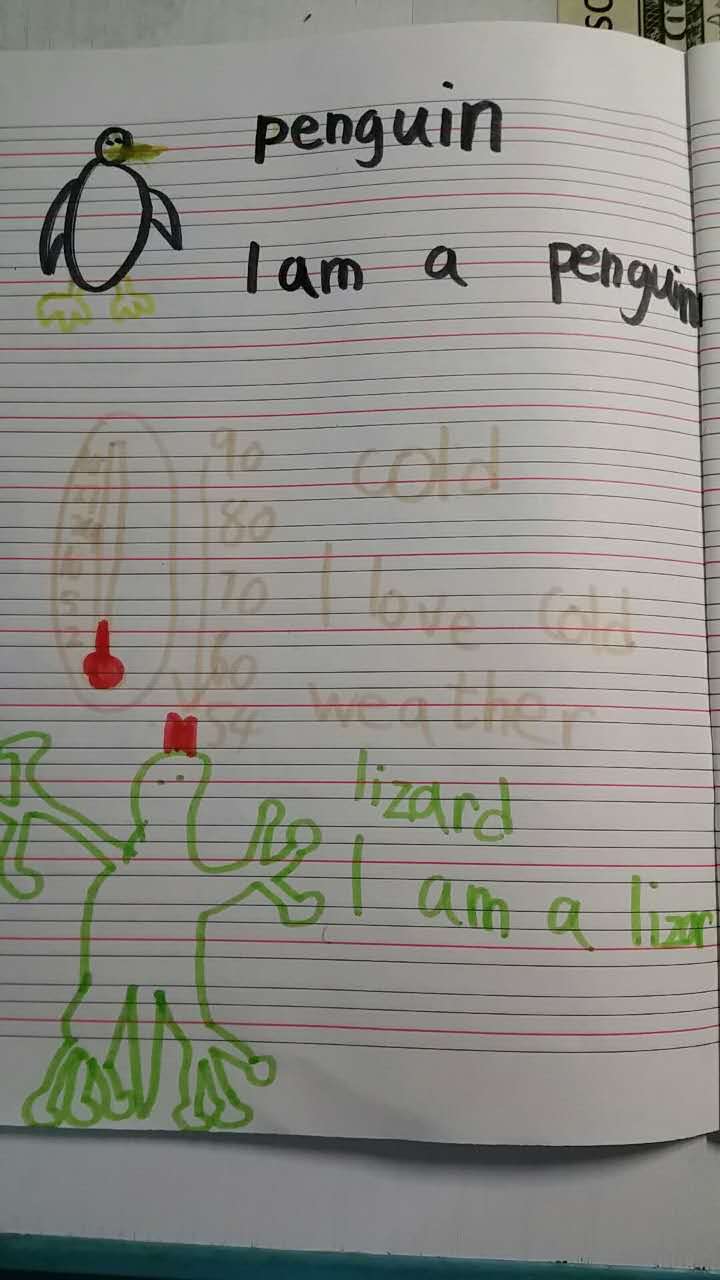 penguin
I am a penguin
90
cold
80
70
I love cold
60
weather
54
lizard
I am a lizar